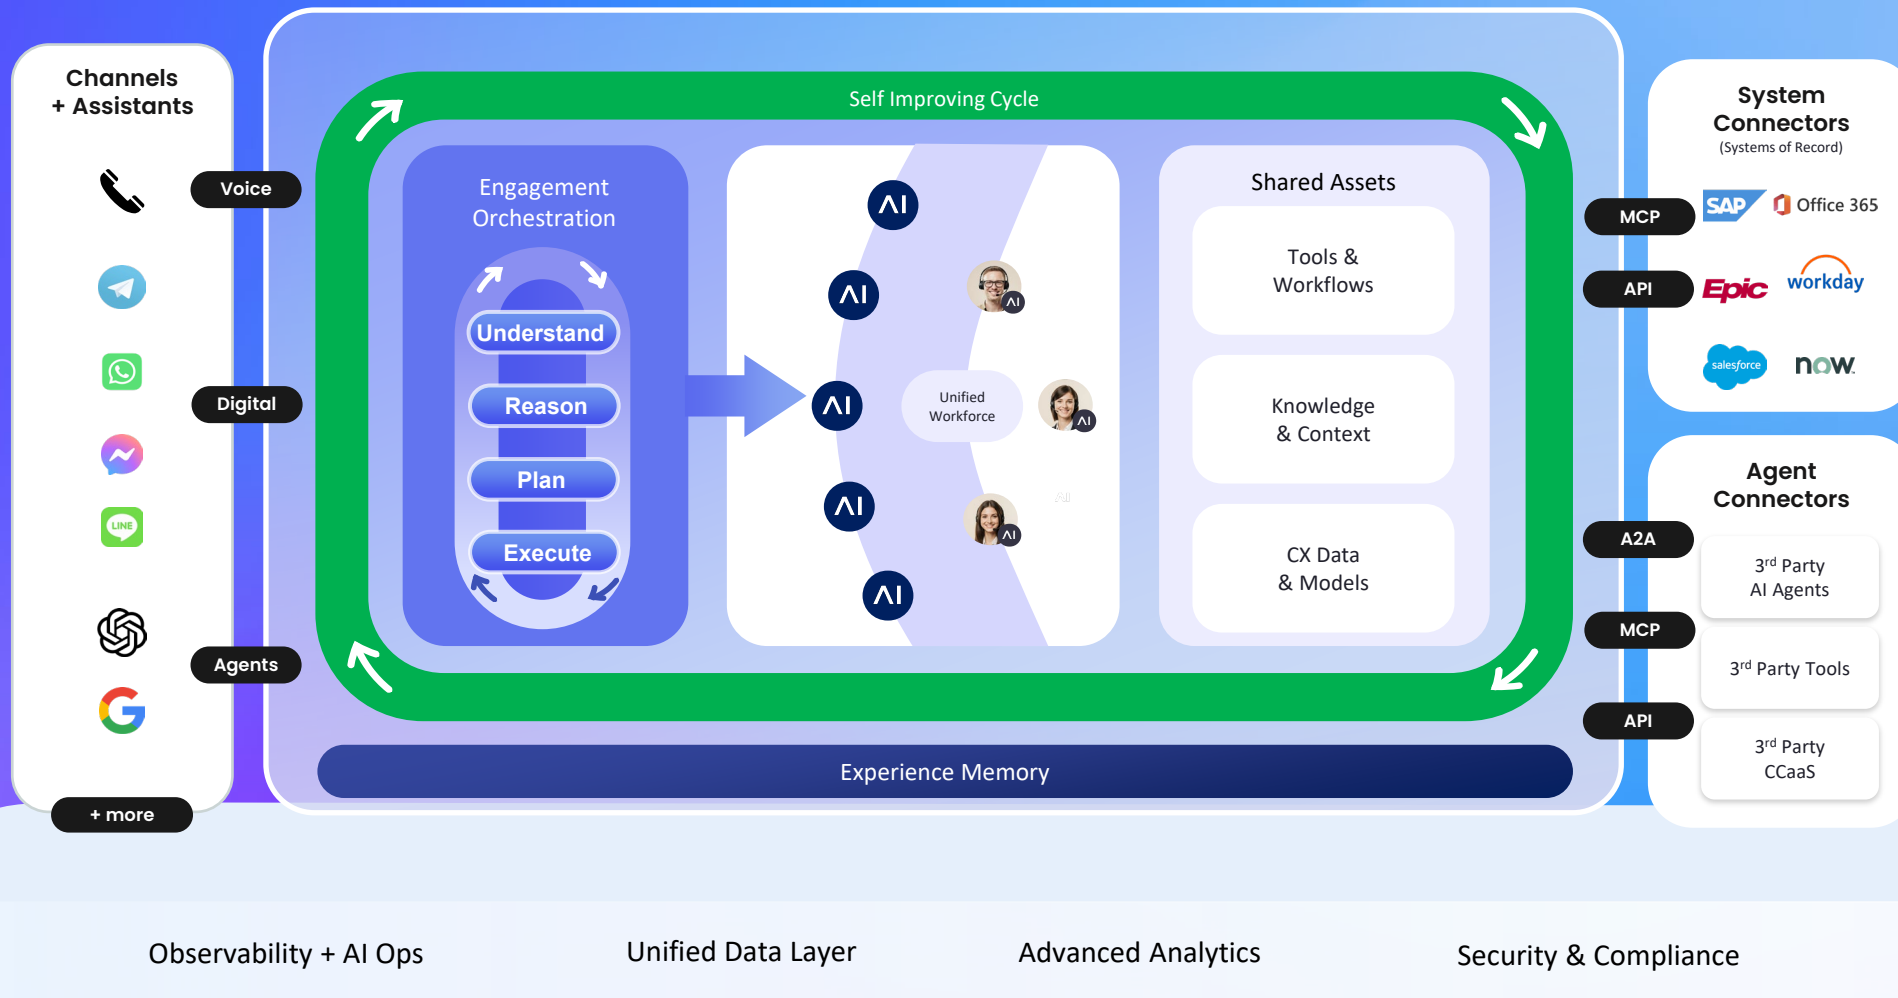 Channels
+ Assistants
Voice
Digital
LINE
Agents
+ more
Self Improving Cycle
Engagement
Orchestration
Understand
Reason
Plan
Execute
AI
AI
AI
AI
AI
AI
AI
AI
AI
Unified
Workforce
Shared Assets
Tools &
Workflows
Knowledge
& Context
CX Data
& Models
Experience Memory
System
Connectors
(Systems of Record)
MCP
API
SAP
Office 365
Epic
workday
salesforce
now
Agent
Connectors
A2A
MCP
API
3rd Party
AI Agents
3rd Party Tools
3rd Party
CCaaS
Observability + AI Ops
Unified Data Layer
Advanced Analytics
Security & Compliance